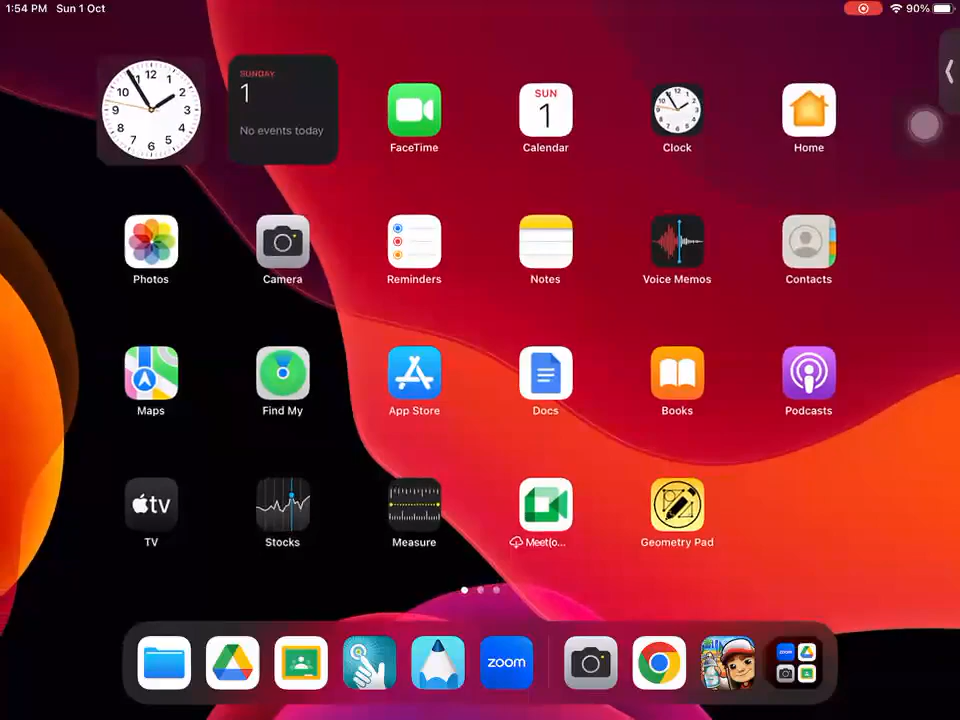 1:54 PM Sun 1 Oct
90%
SUNDAY
1
No events today
FaceTime
SUN
1
Calendar
Clock
Home
Photos
Camera
Reminders
Notes
Voice Memos
Contacts
Maps
Find My
App Store
Docs
Books
Podcasts
tv
TV
Stocks
Measure
Meet(o...
Geometry Pad
zoom
zoom